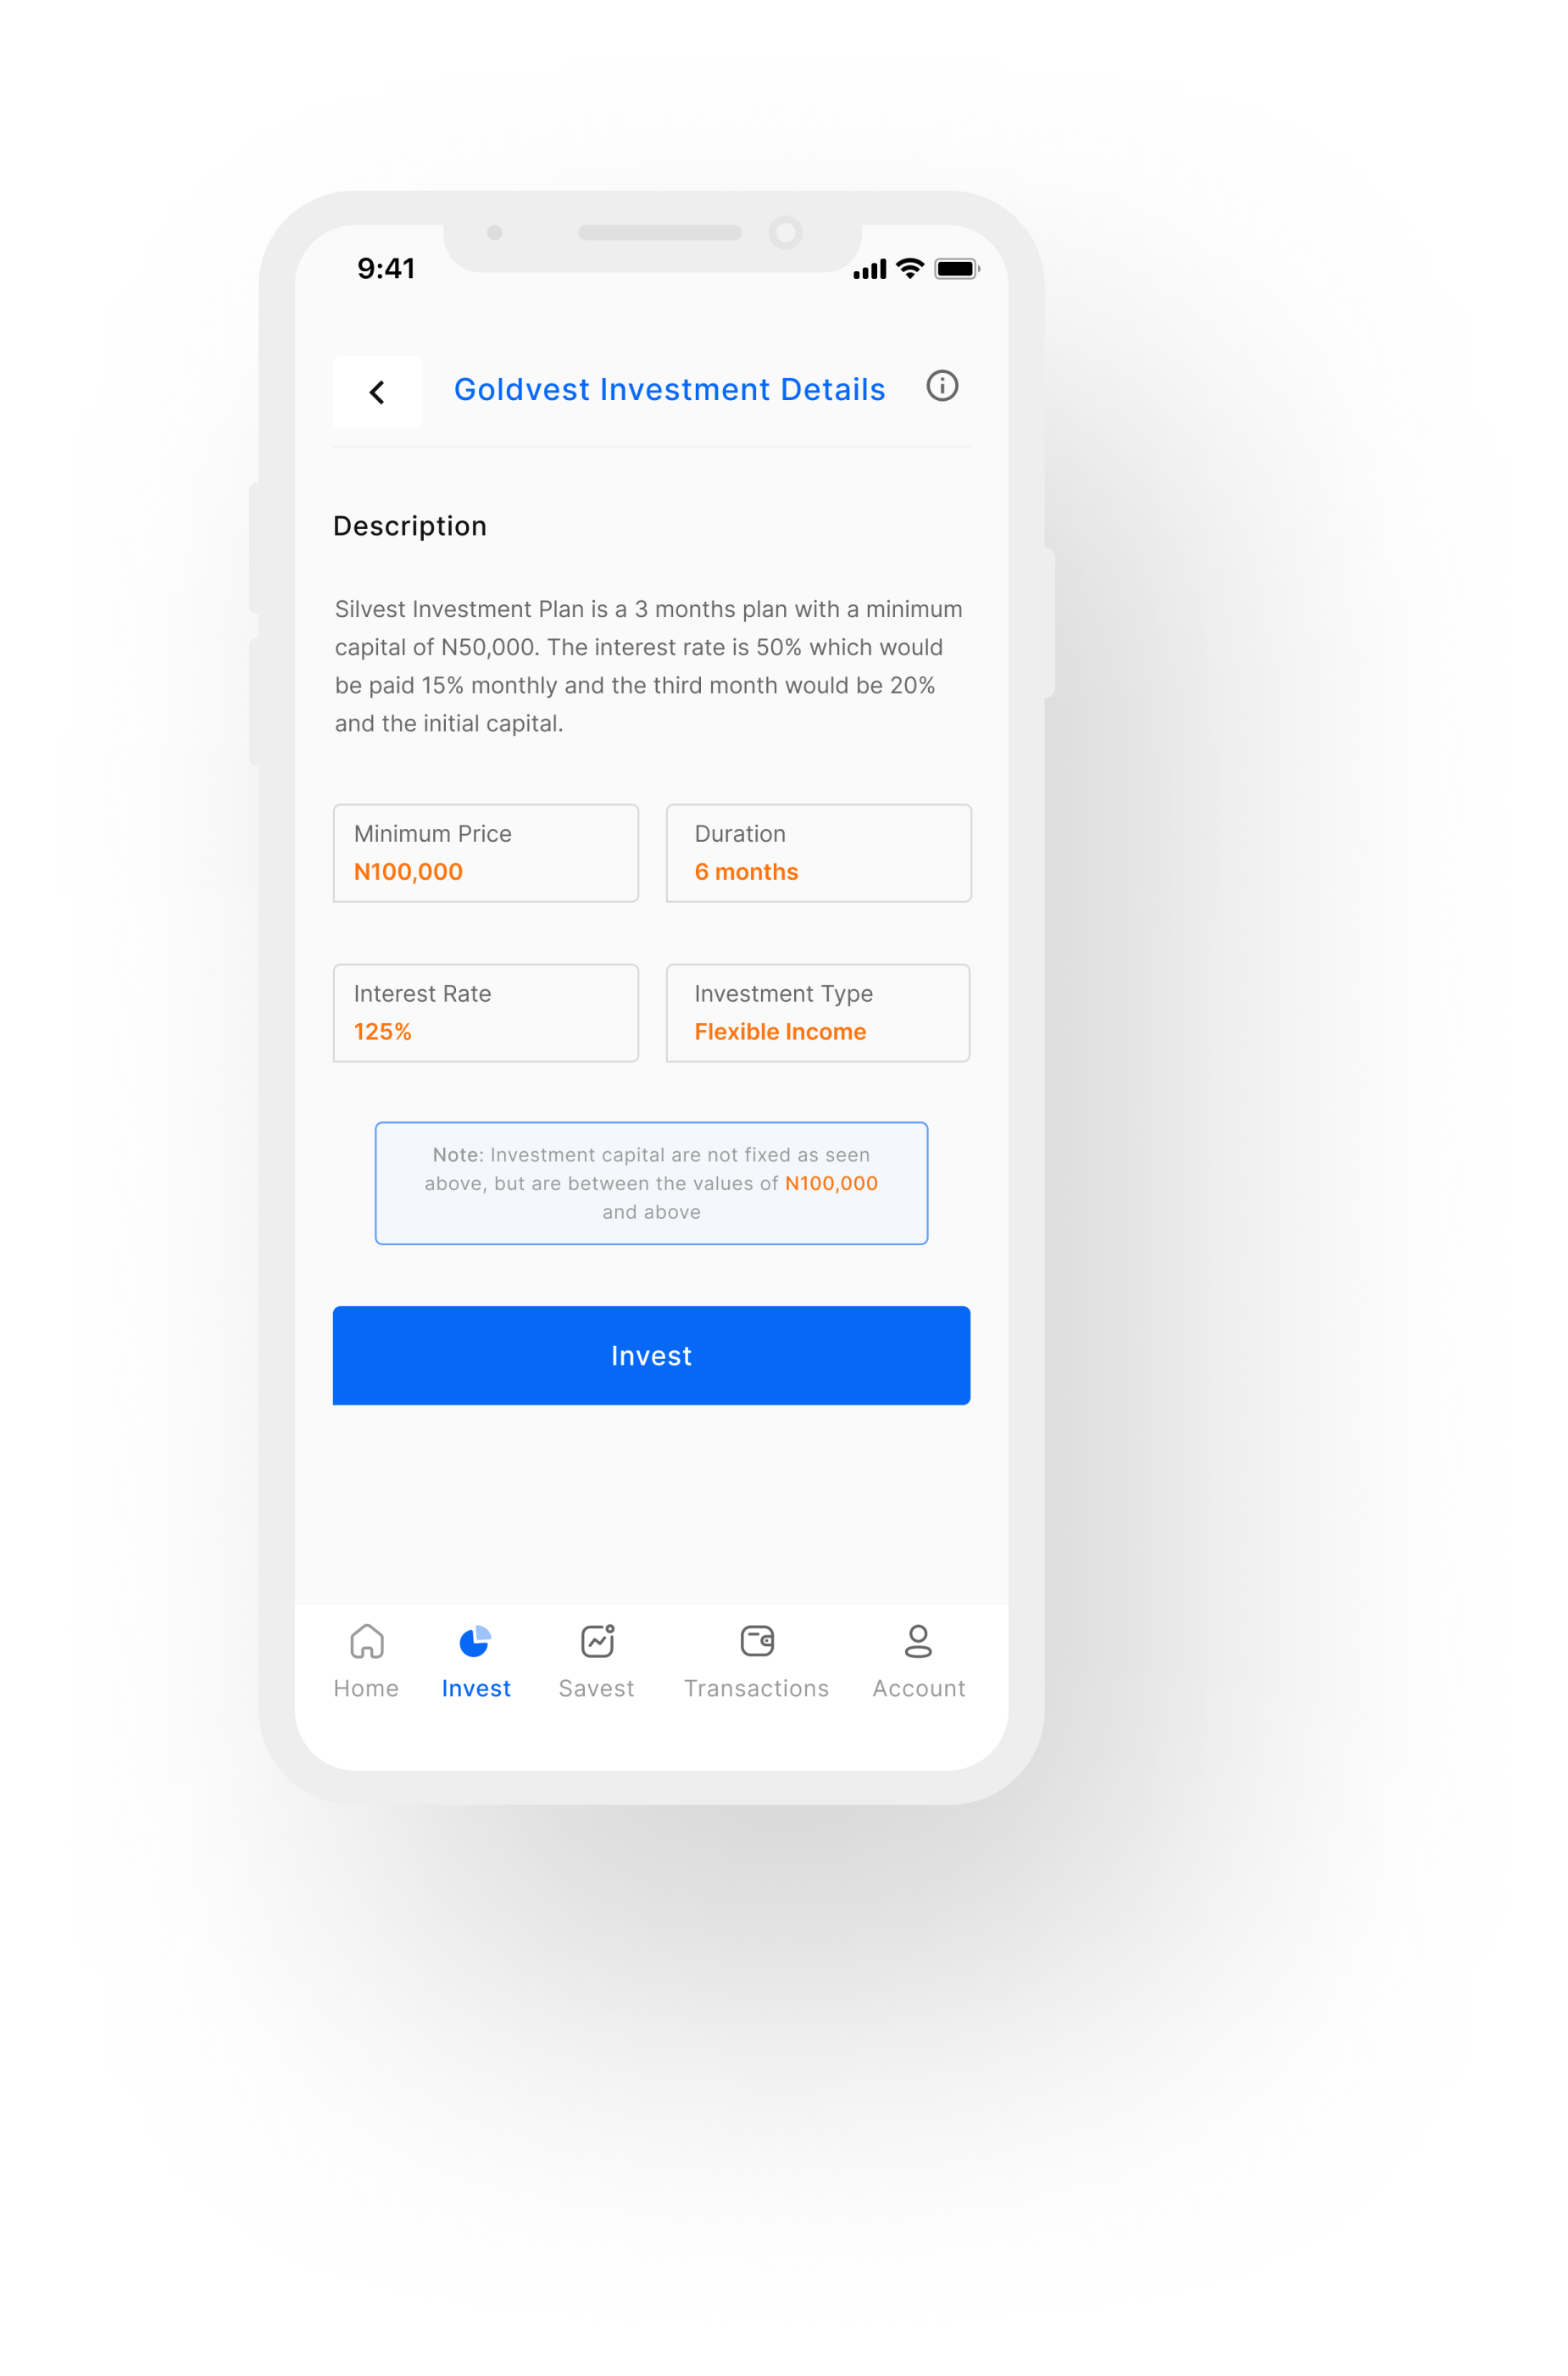 9:41
Goldvest Investment Details
Description
Silvest Investment Plan is a 3 months plan with a minimum
capital of N50,000. The interest rate is 50% which would
be paid 15% monthly and the third month would be 20%
and the initial capital.
Minimum Price
N100,000
Duration
6 months
Interest Rate
125%
Investment Type
Flexible Income
Note: Investment capital are not fixed as seen
above, but are between the values of N100,000
and above
Invest
Home
Invest
Savest
Transactions
Account